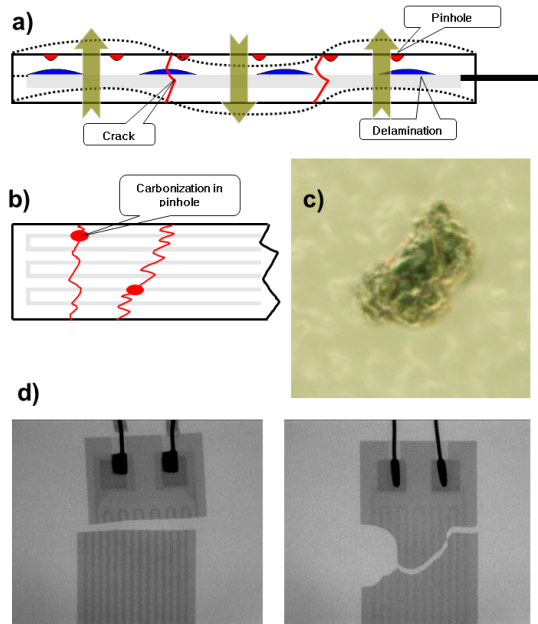 a)
Pinhole
Crack
Delamination
b)
Carbonization in
pinhole
c)
d)